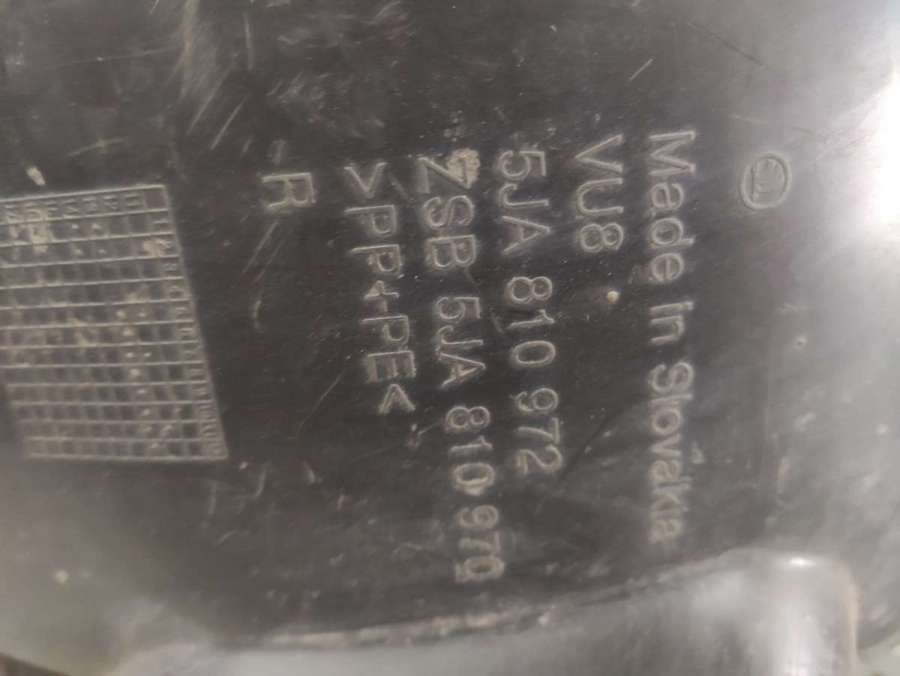 Made In Slovakia
VU8
5JA 810 972
ZSB 5JA 810 970
>PP<-PE<
R